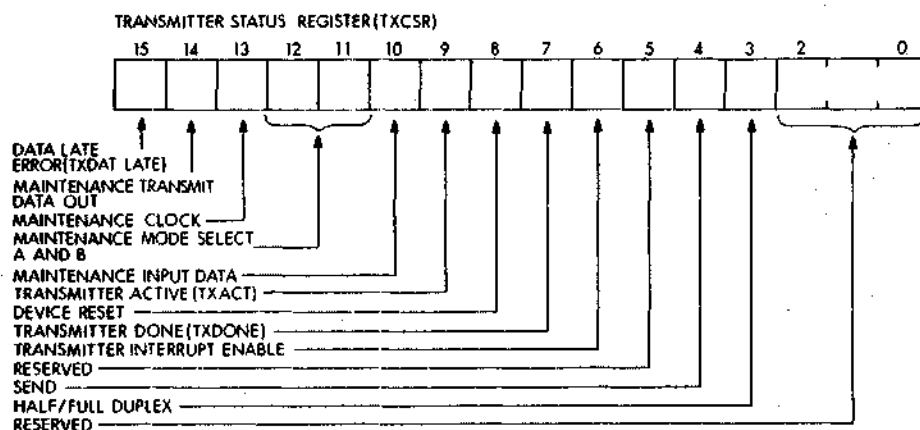 TRANSMITTER STATUS REGISTER(TXCSR)
15 14 13 12 11 10 9 8 7 6 5 4 3 2 0
DATA LATE
ERROR(TXDAT LATE)
MAINTENANCE TRANSMIT
DATA OUT
MAINTENANCE CLOCK
MAINTENANCE MODE SELECT
A AND B
MAINTENANCE INPUT DATA
TRANSMITTER ACTIVE(TXACT)
DEVICE RESET
TRANSMITTER DONE(TXDONE)
TRANSMITTER INTERRUPT ENABLE
RESERVED
SEND
HALF/FULL DUPLEX
RESERVED